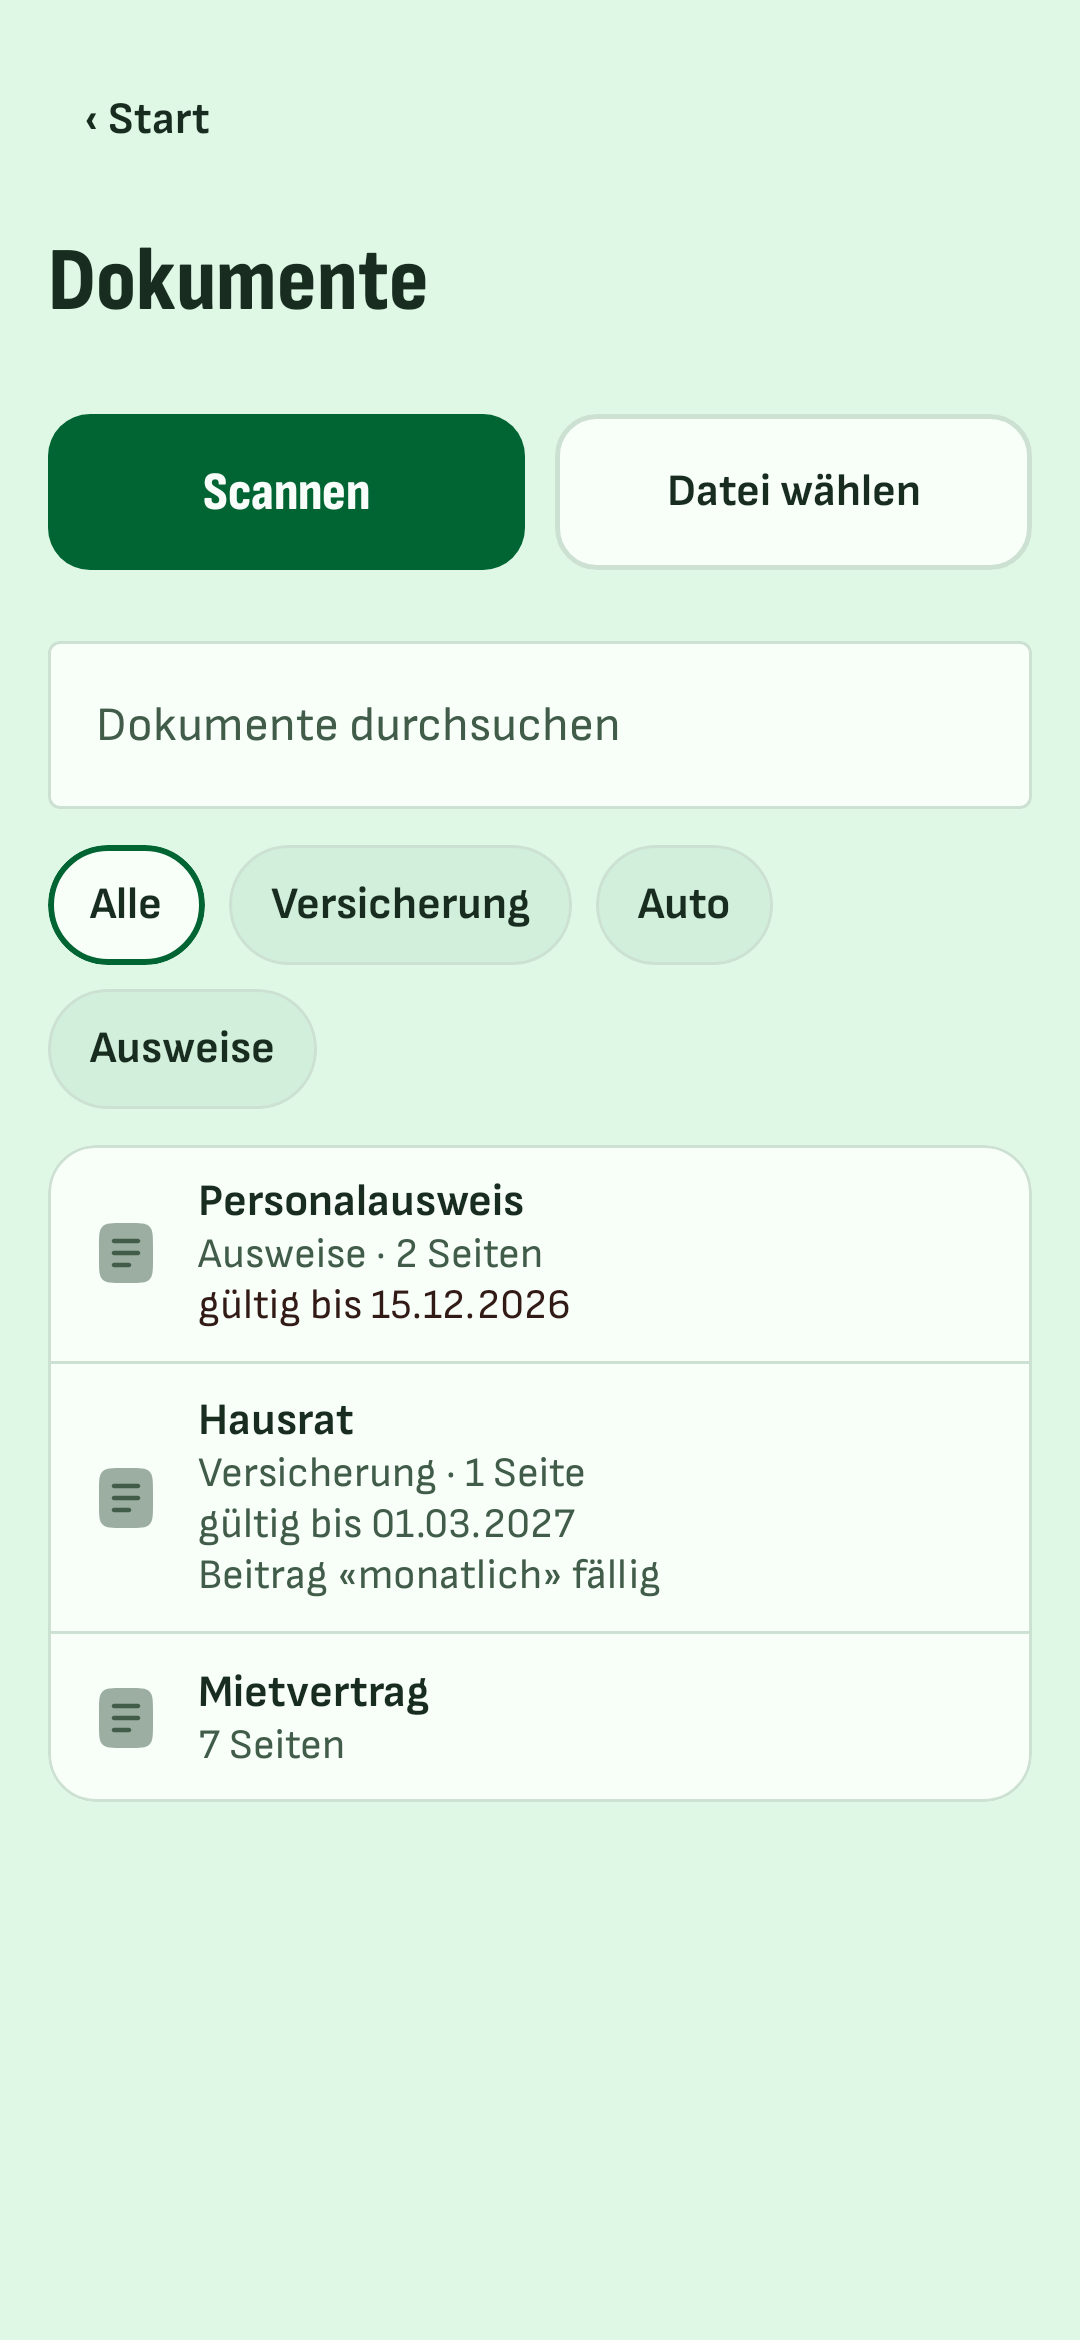 ‹ Start
Dokumente
Scannen
Datei wählen
Dokumente durchsuchen
Alle
Versicherung
Auto
Ausweise
Personalausweis
Ausweise · 2 Seiten
gültig bis 15.12.2026
Hausrat
Versicherung · 1 Seite
gültig bis 01.03.2027
Beitrag «monatlich» fällig
Mietvertrag
7 Seiten